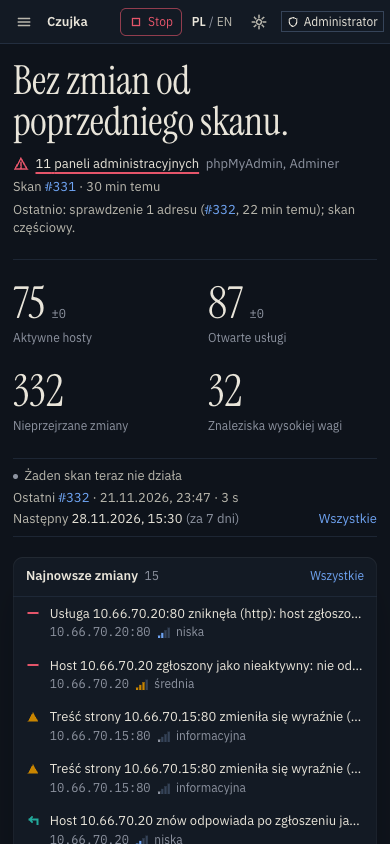 Czujka Stop PL / EN Administrator
Bez zmian od
poprzedniego skanu.
11 paneli administracyjnych phpMyAdmin, Adminer
Skan #331 · 30 min temu
Ostatnio: sprawdzenie 1 adresu (#332, 22 min temu); skan
częściowy.
75 ±0 87 ±0
Aktywne hosty Otwarte usługi
332 32
Nieprzejrzane zmiany Znaleziska wysokiej wagi
Żaden skan teraz nie działa
Ostatni #332 · 21.11.2026, 23:47 · 3 s
Następny 28.11.2026, 15:30 (za 7 dni) Wszystkie
Najnowsze zmiany 15 Wszystkie
Usługa 10.66.70.20:80 zniknęła (http): host zgłoszo…
10.66.70.20:80 niska
Host 10.66.70.20 zgłoszony jako nieaktywny: nie od…
10.66.70.20 średnia
Treść strony 10.66.70.15:80 zmieniła się wyraźnie (…
10.66.70.15:80 informacyjna
Treść strony 10.66.70.15:80 zmieniła się wyraźnie (…
10.66.70.15:80 informacyjna
Host 10.66.70.20 znów odpowiada po zgłoszeniu ja…
10.66.70.20 niska